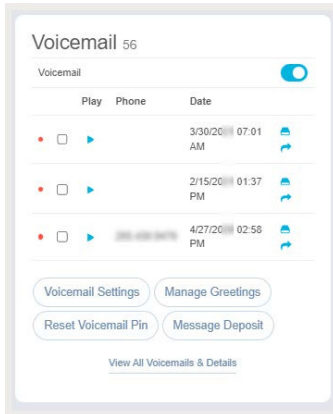 Voicemail 56
Voicemail
Play Phone Date
3/30/20 07:01
AM
2/15/20 01:37
PM
4/27/20 02:58
PM
Voicemail Settings Manage Greetings
Reset Voicemail Pin Message Deposit
View All Voicemails & Details